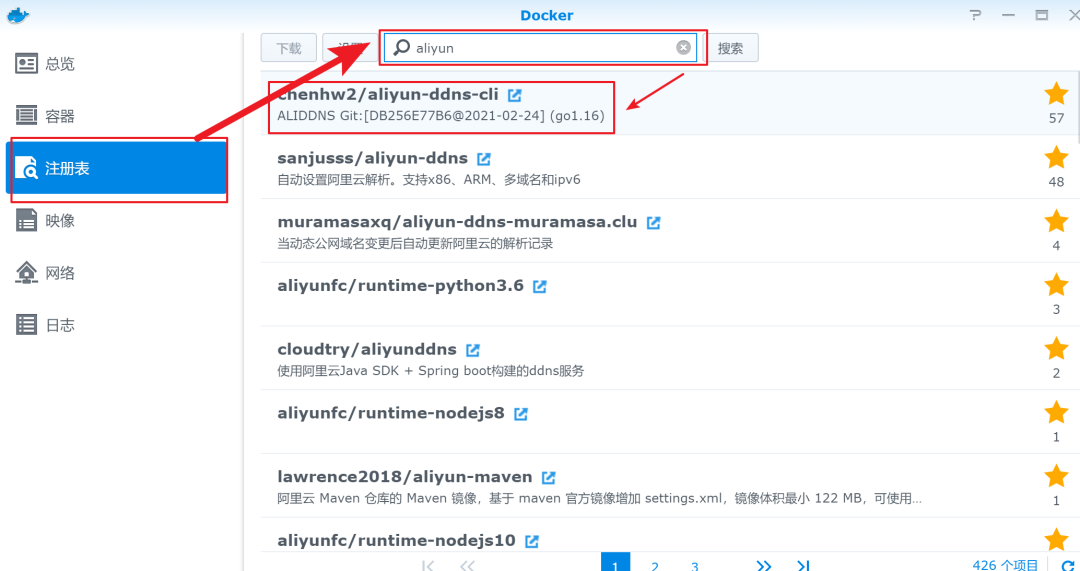 Docker
总览
容器
注册表
映像
网络
日志
下载
aliyun
搜索
chenhw2/aliyun-ddns-cli
ALIDDNS Git:[DB256E77B6@2021-02-24] (go1.16)
57
sanjusss/aliyun-ddns
自动设置阿里云解析。支持x86、ARM、多域名和ipv6
48
muramasaxq/aliyun-ddns-muramasa.clu
当动态公网域名变更后自动更新阿里云的解析记录
4
aliyunfc/runtime-python3.6
3
cloudtry/aliyunddns
使用阿里云Java SDK + Spring boot构建的ddns服务
2
aliyunfc/runtime-nodejs8
1
lawrence2018/aliyun-maven
阿里云 Maven 仓库的 Maven 镜像，基于 maven 官方镜像增加 settings.xml，镜像体积最小 122 MB，可使用...
1
aliyunfc/runtime-nodejs10
1 2 3
426 个项目